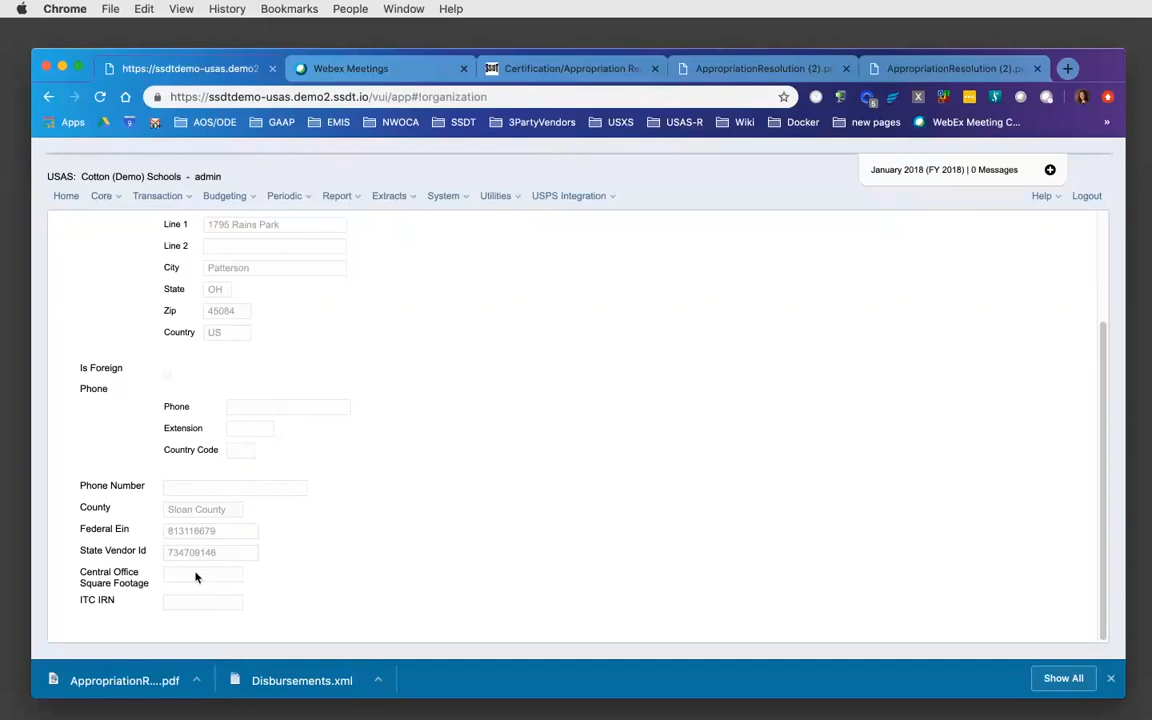 Chrome File Edit View History Bookmarks People Window Help
https://ssdtdemo-usas.demo2 Webex Meetings SSDT Certification/Appropriation Re AppropriationResolution (2).p AppropriationResolution (2).p
https://ssdtdemo-usas.demo2.ssdt.io/vui/app#!organization
Apps AOS/ODE GAAP EMIS NWOCA SSDT 3PartyVendors USXS USAS-R Wiki Docker new pages WebEx Meeting C... »
January 2018 (FY 2018) | 0 Messages
USAS: Cotton (Demo) Schools - admin
Home Core Transaction Budgeting Periodic Report Extracts System Utilities USPS Integration Help Logout
Line 1 1795 Rains Park
Line 2
City Patterson
State OH
Zip 45084
Country US
Is Foreign
Phone
Phone
Extension
Country Code
Phone Number
County Sloan County
Federal Ein 813116679
State Vendor Id 734709146
Central Office
Square Footage
ITC IRN
AppropriationR....pdf Disbursements.xml Show All